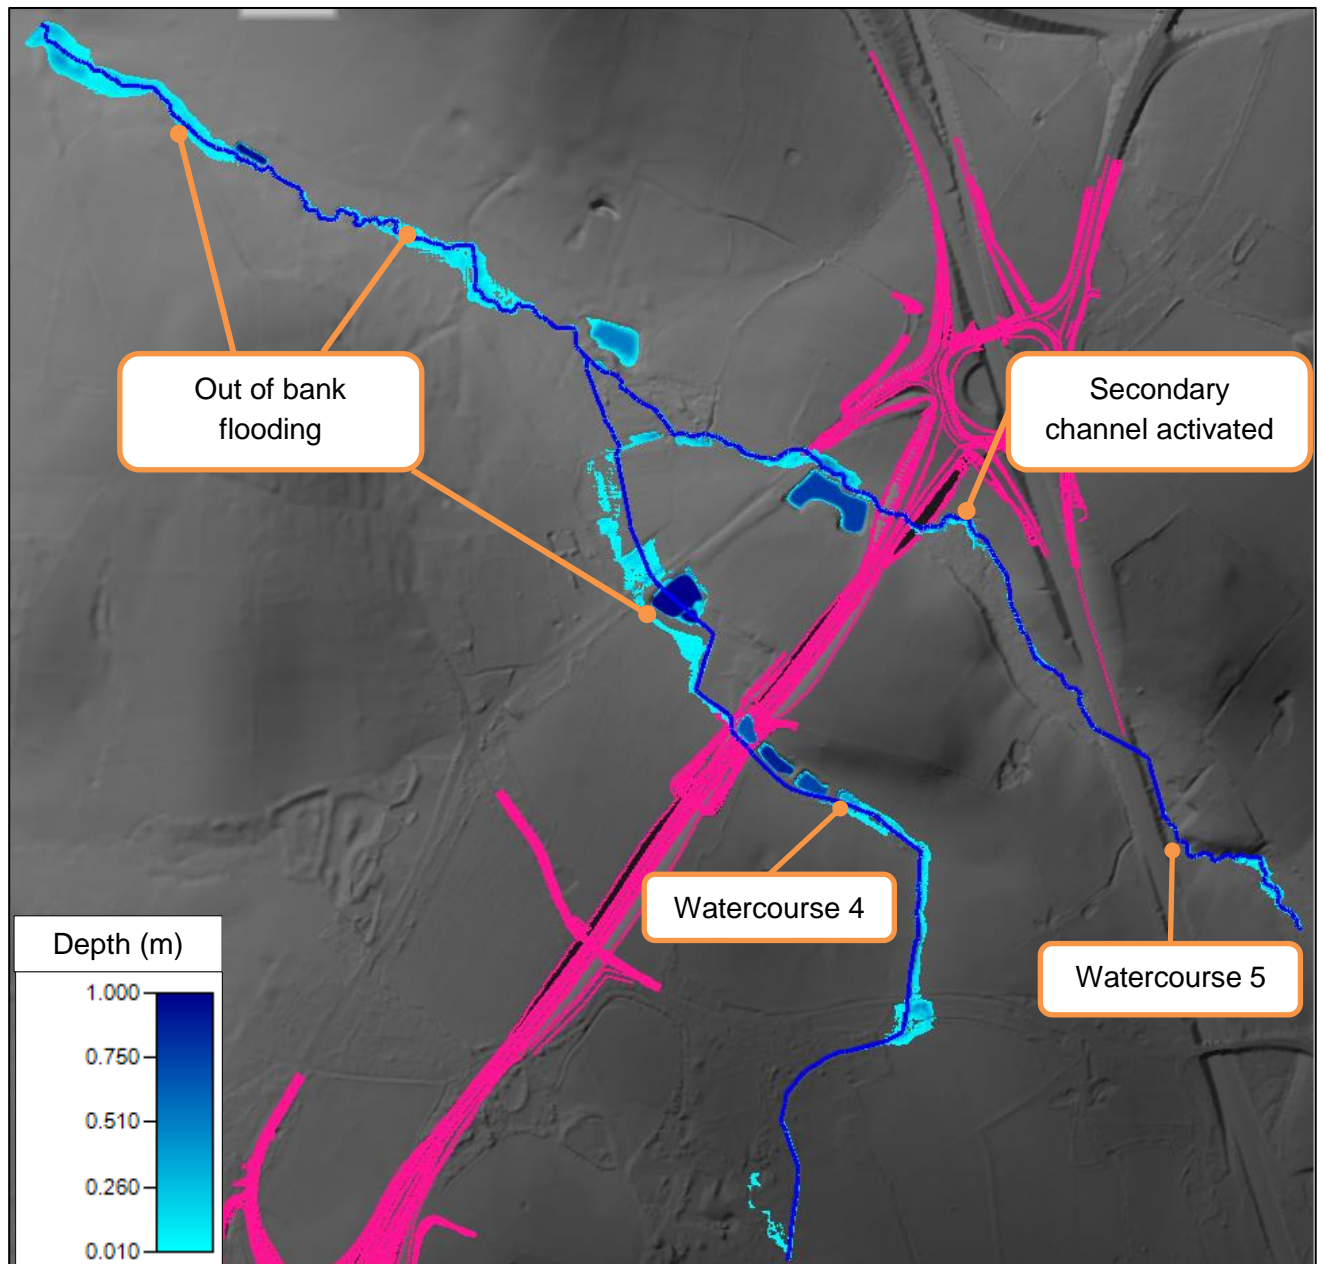 Out of bank
flooding
Secondary
channel activated
Watercourse 4
Watercourse 5
Depth (m)
1.000
0.750
0.510
0.260
0.010